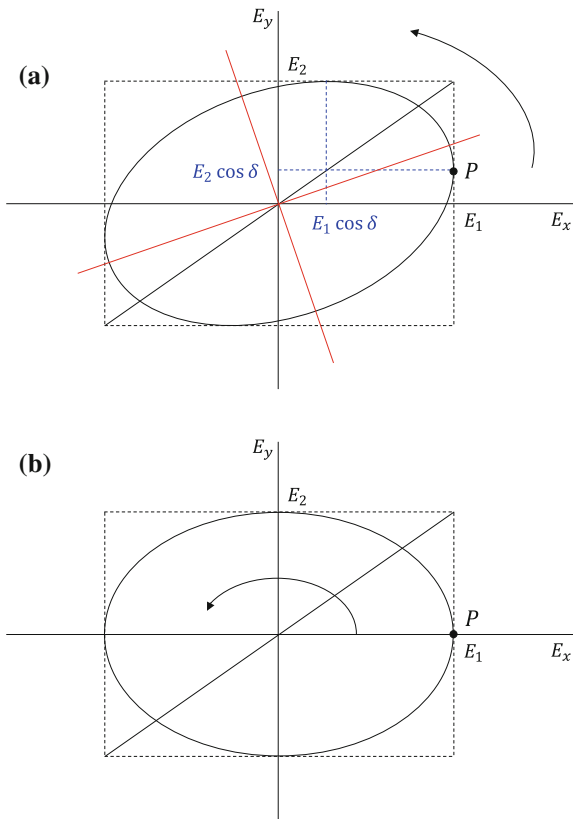 E_y
(a)
E_2
E_2 cos δ
P
E_1 cos δ
E_1
E_x
(b)
E_y
E_2
P
E_1
E_x